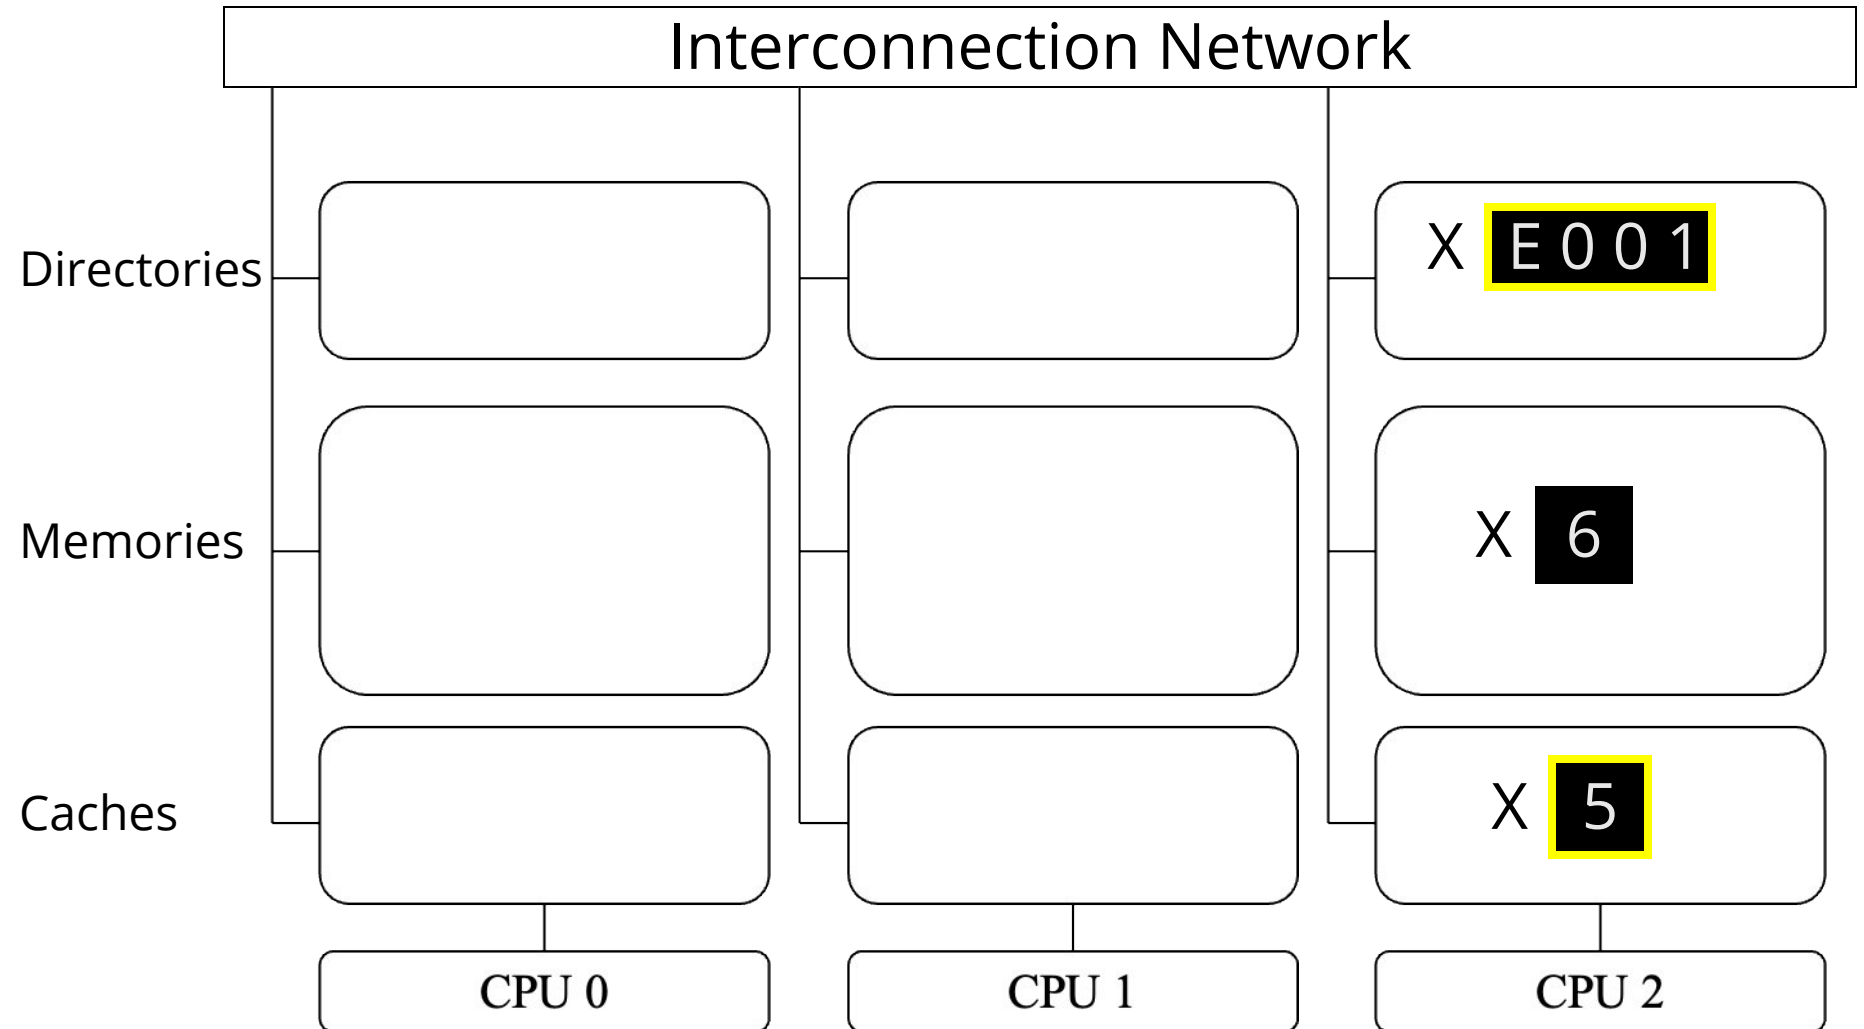 Interconnection Network
Directories X E 0 0 1
Memories X 6
Caches X 5
CPU 0 CPU 1 CPU 2